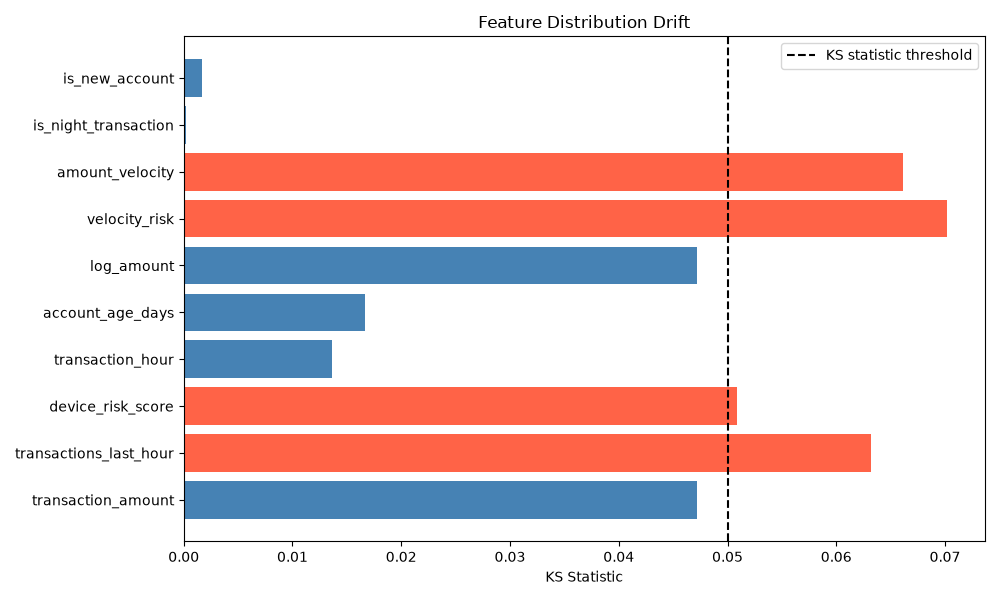 Feature Distribution Drift
KS statistic threshold
is_new_account
is_night_transaction
amount_velocity
velocity_risk
log_amount
account_age_days
transaction_hour
device_risk_score
transactions_last_hour
transaction_amount
0.00 0.01 0.02 0.03 0.04 0.05 0.06 0.07
KS Statistic